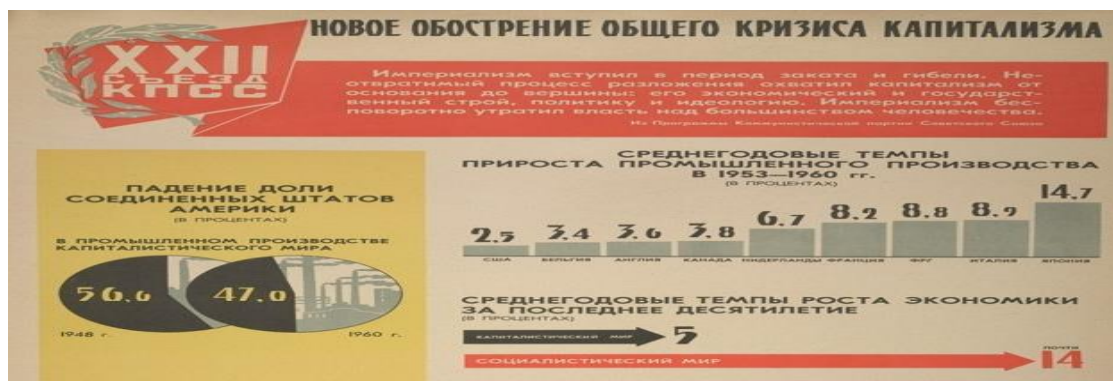 XXII
СЪЕЗД
КПСС
НОВОЕ ОБОСТРЕНИЕ ОБЩЕГО КРИЗИСА КАПИТАЛИЗМА
Империализм вступил в период заката и гибели. Не-
отвратимый процесс разложения охватил капитализм от
основания до вершины: его экономический и государст-
венный строй, политику и идеологию. Империализм бес-
поворотно утратил власть над большинством человечества.
Из Программы Коммунистической партии Советского Союза
ПАДЕНИЕ ДОЛИ
СОЕДИНЕННЫХ ШТАТОВ
АМЕРИКИ
(В ПРОЦЕНТАХ)
В ПРОМЫШЛЕННОМ ПРОИЗВОДСТВЕ
КАПИТАЛИСТИЧЕСКОГО МИРА
56.6 47.0
1948 г. 1960 г.
СРЕДНЕГОДОВЫЕ ТЕМПЫ
ПРИРОСТА ПРОМЫШЛЕННОГО ПРОИЗВОДСТВА
В 1953—1960 гг.
(В ПРОЦЕНТАХ)
2.5 3.4 3.6 3.8 6.7 8.2 8.8 8.9 14.7
США БЕЛЬГИЯ АНГЛИЯ КАНАДА НИДЕРЛАНДЫ ФРАНЦИЯ ФРГ ИТАЛИЯ ЯПОНИЯ
СРЕДНЕГОДОВЫЕ ТЕМПЫ РОСТА ЭКОНОМИКИ
ЗА ПОСЛЕДНЕЕ ДЕСЯТИЛЕТИЕ
(В ПРОЦЕНТАХ)
КАПИТАЛИСТИЧЕСКИЙ МИР 5
СОЦИАЛИСТИЧЕСКИЙ МИР ПОЧТИ 14